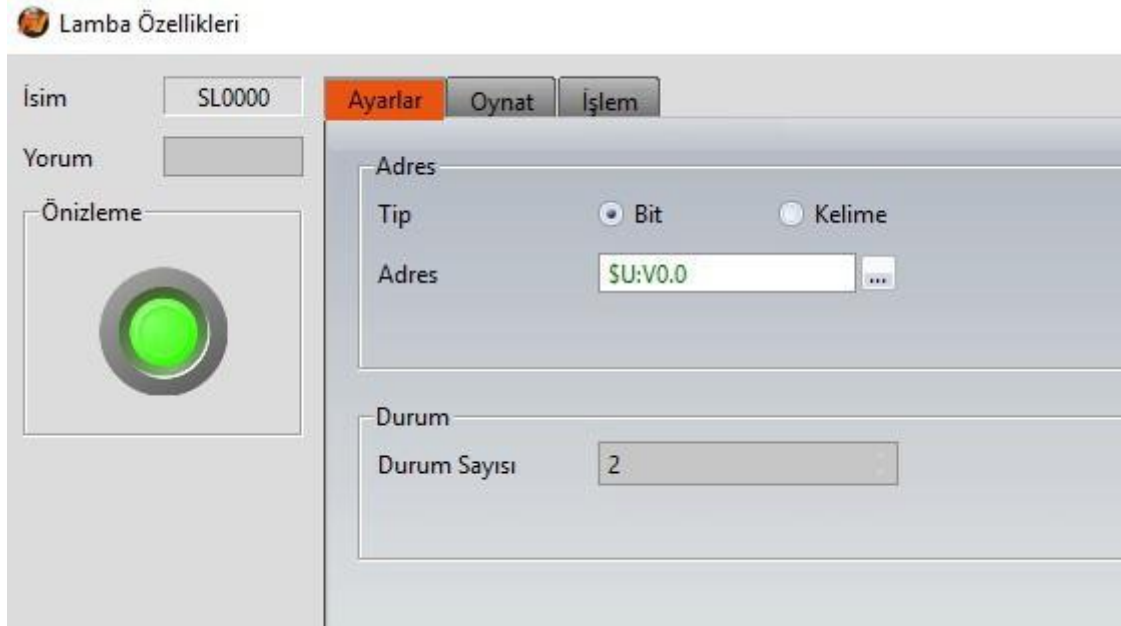 Lamba Özellikleri
İsim SL0000
Yorum
Önizleme
Ayarlar Oynat İşlem
Adres
Tip Bit Kelime
Adres $U:V0.0 ...
Durum
Durum Sayısı 2